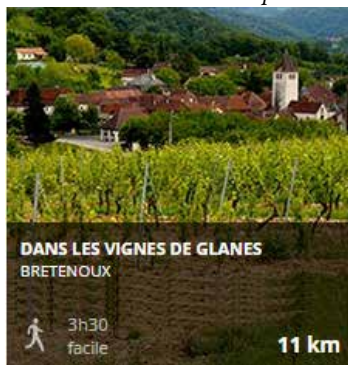 DANS LES VIGNES DE GLANES
BRETENOUX
3h30
facile
11 km